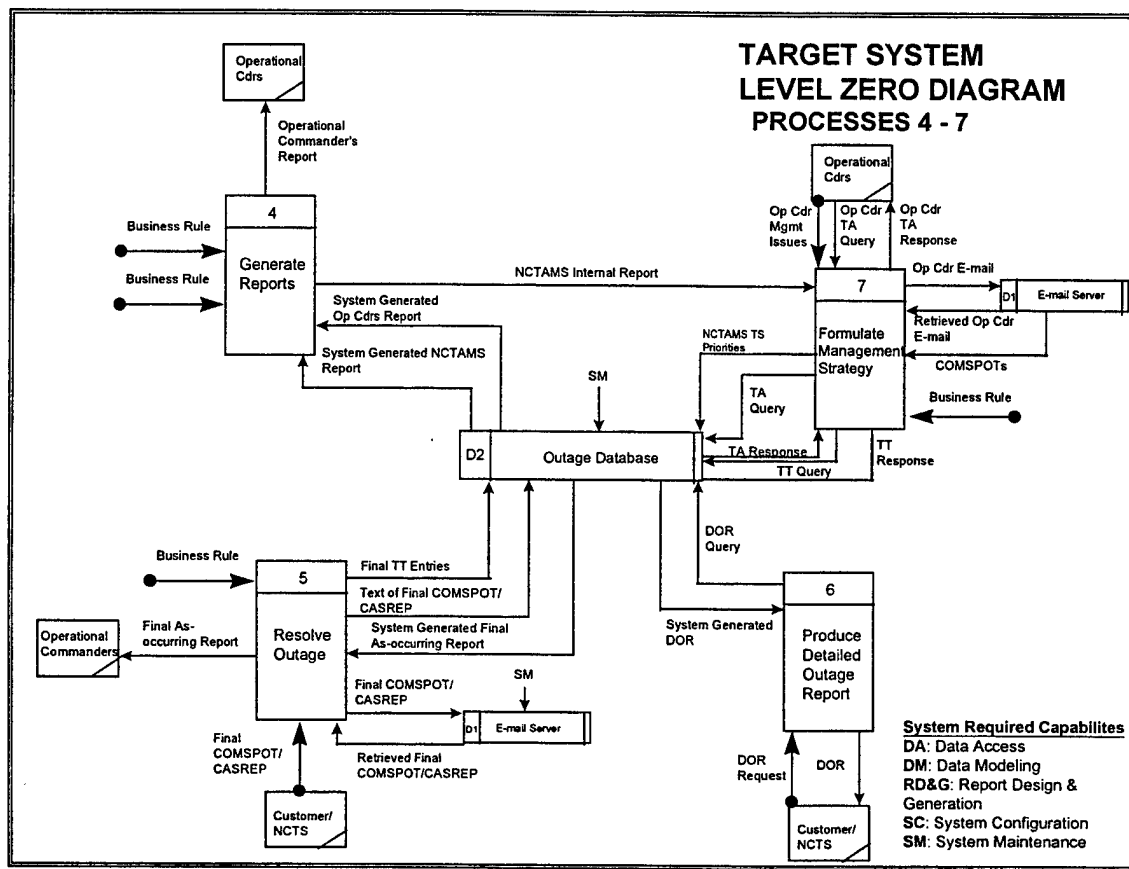 TARGET SYSTEM
LEVEL ZERO DIAGRAM
PROCESSES 4 - 7
Operational
Cdrs
Operational
Commander's
Report
4
Generate
Reports
Business Rule
Business Rule
NCTAMS Internal Report
System Generated
Op Cdrs Report
System Generated NCTAMS
Report
Operational
Cdrs
Op Cdr
Mgmt
Issues
Op Cdr
TA
Query
Op Cdr
TA
Response
7
Formulate
Management
Strategy
Op Cdr E-mail
D1
E-mail Server
Retrieved Op Cdr
E-mail
COMSPOTs
Business Rule
NCTAMS TS
Priorities
TA
Query
SM
D2
Outage Database
TA Response
TT Query
TT
Response
DOR
Query
Business Rule
5
Resolve
Outage
Final TT Entries
Text of Final COMSPOT/
CASREP
System Generated Final
As-occurring Report
Final As-
occurring Report
Operational
Commanders
Final COMSPOT/
CASREP
SM
D1
E-mail Server
Retrieved Final
COMSPOT/CASREP
Final
COMSPOT/
CASREP
Customer/
NCTS
System Generated
DOR
6
Produce
Detailed
Outage
Report
DOR
Request
DOR
Customer/
NCTS
System Required Capabilites
DA: Data Access
DM: Data Modeling
RD&G: Report Design &
Generation
SC: System Configuration
SM: System Maintenance